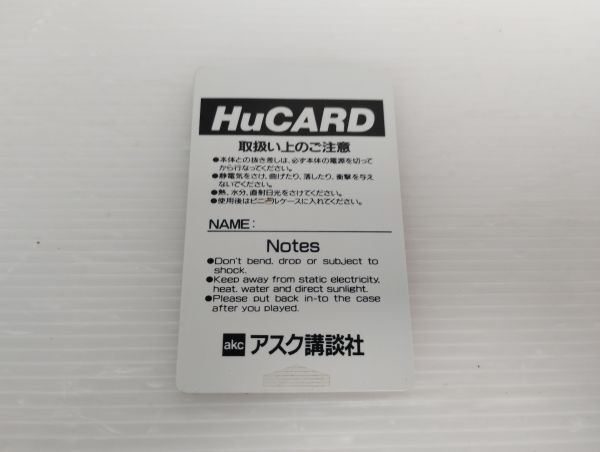 HuCARD
取扱い上のご注意
●本体との抜き差しは、必ず本体の電源を切って
から行なってください。
●静電気をさけ、曲げたり、落したり、衝撃を与え
ないでください。
●熱、水分、直射日光をさけてください。
●使用後はビニールケースに入れてください。
NAME:
Notes
●Don't bend, drop or subject to
shock.
●Keep away from static electricity,
heat, water and direct sunlight.
●Please put back in-to the case
after you played.
akc アスク講談社